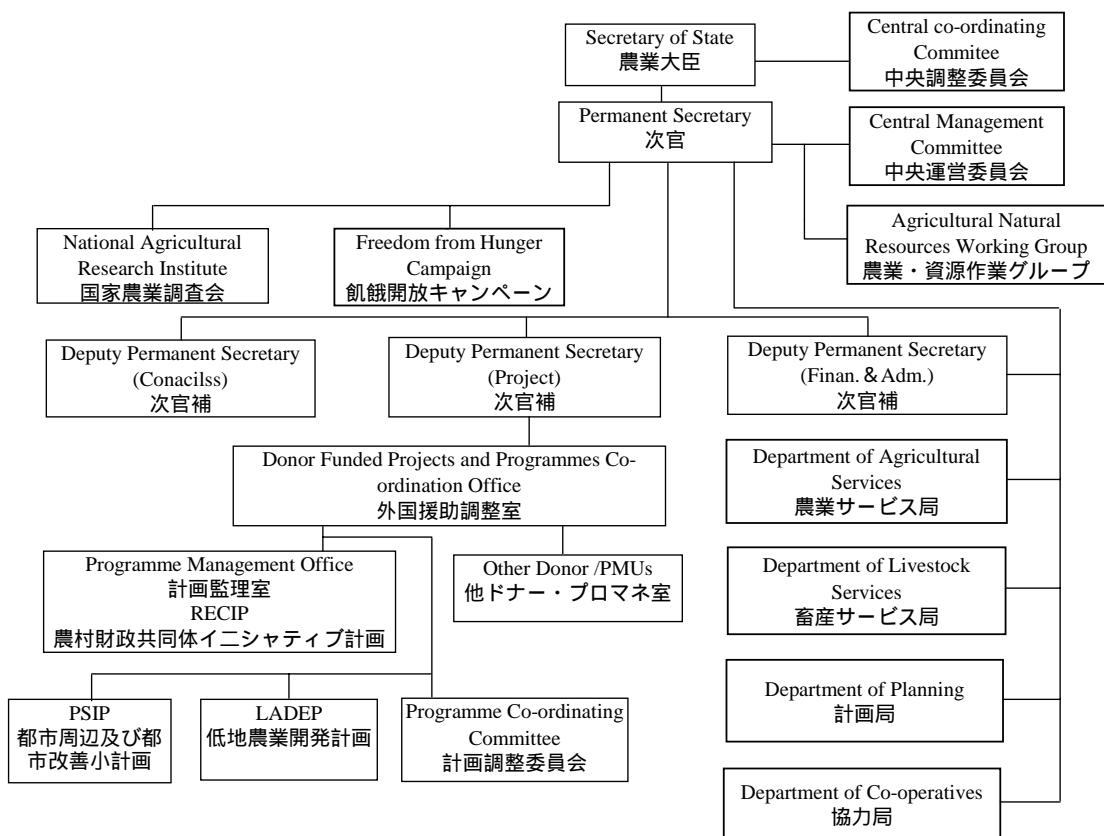 Secretary of State
農業大臣
Central co-ordinating
Commitee
中央調整委員会
Permanent Secretary
次官
Central Management
Committee
中央運営委員会
Agricultural Natural
Resources Working Group
農業・資源作業グループ
National Agricultural
Research Institute
国家農業調査会
Freedom from Hunger
Campaign
飢餓開放キャンペーン
Deputy Permanent Secretary
(Conacilss)
次官補
Deputy Permanent Secretary
(Project)
次官補
Deputy Permanent Secretary
(Finan.＆Adm.)
次官補
Donor Funded Projects and Programmes Co-
ordination Office
外国援助調整室
Department of Agricultural
Services
農業サービス局
Programme Management Office
計画監理室
RECIP
農村財政共同体イニシャティブ計画
Other Donor /PMUs
他ドナー・プロマネ室
Department of Livestock
Services
畜産サービス局
PSIP
都市周辺及び都
市改善小計画
LADEP
低地農業開発計画
Programme Co-ordinating
Committee
計画調整委員会
Department of Planning
計画局
Department of Co-operatives
協力局